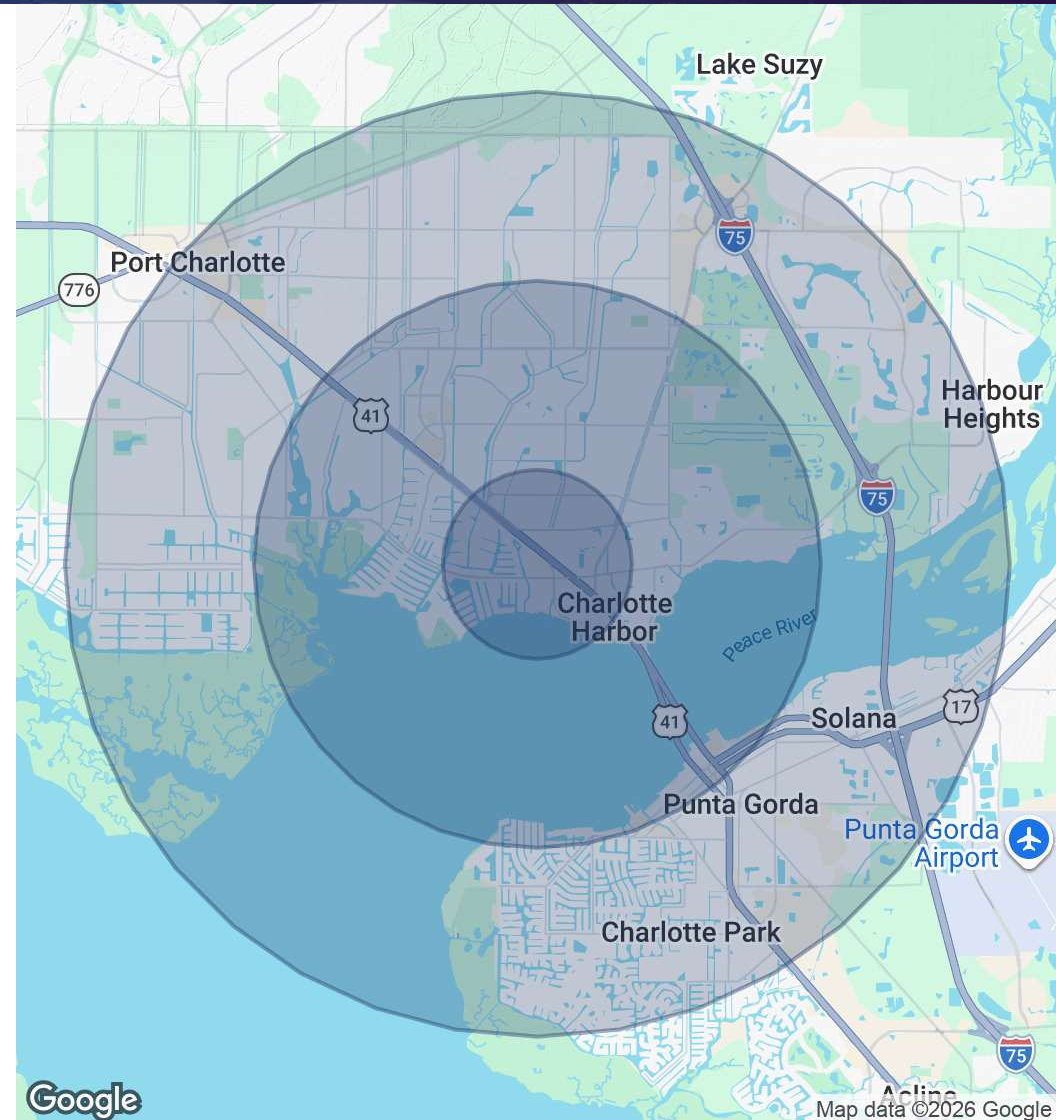 Lake Suzy
75
Port Charlotte
776
Harbour
Heights
41
75
Charlotte
Harbor
Peace River
41
17
Solana
Punta Gorda
Punta Gorda
Airport
Charlotte Park
75
Acline
Google
Map data ©2026 Google